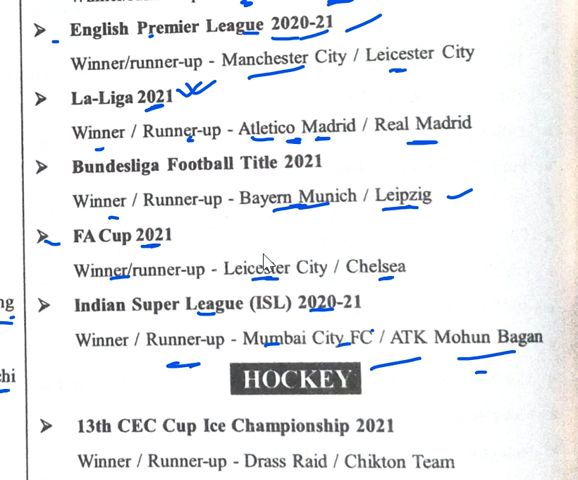 ➤ English Premier League 2020-21
Winner/runner-up - Manchester City / Leicester City
➤ La-Liga 2021
Winner / Runner-up - Atletico Madrid / Real Madrid
➤ Bundesliga Football Title 2021
Winner / Runner-up - Bayern Munich / Leipzig
➤ FA Cup 2021
Winner/runner-up - Leicester City / Chelsea
ng
➤ Indian Super League (ISL) 2020-21
Winner / Runner-up - Mumbai City FC / ATK Mohun Bagan
hi
HOCKEY
➤ 13th CEC Cup Ice Championship 2021
Winner / Runner-up - Drass Raid / Chikton Team